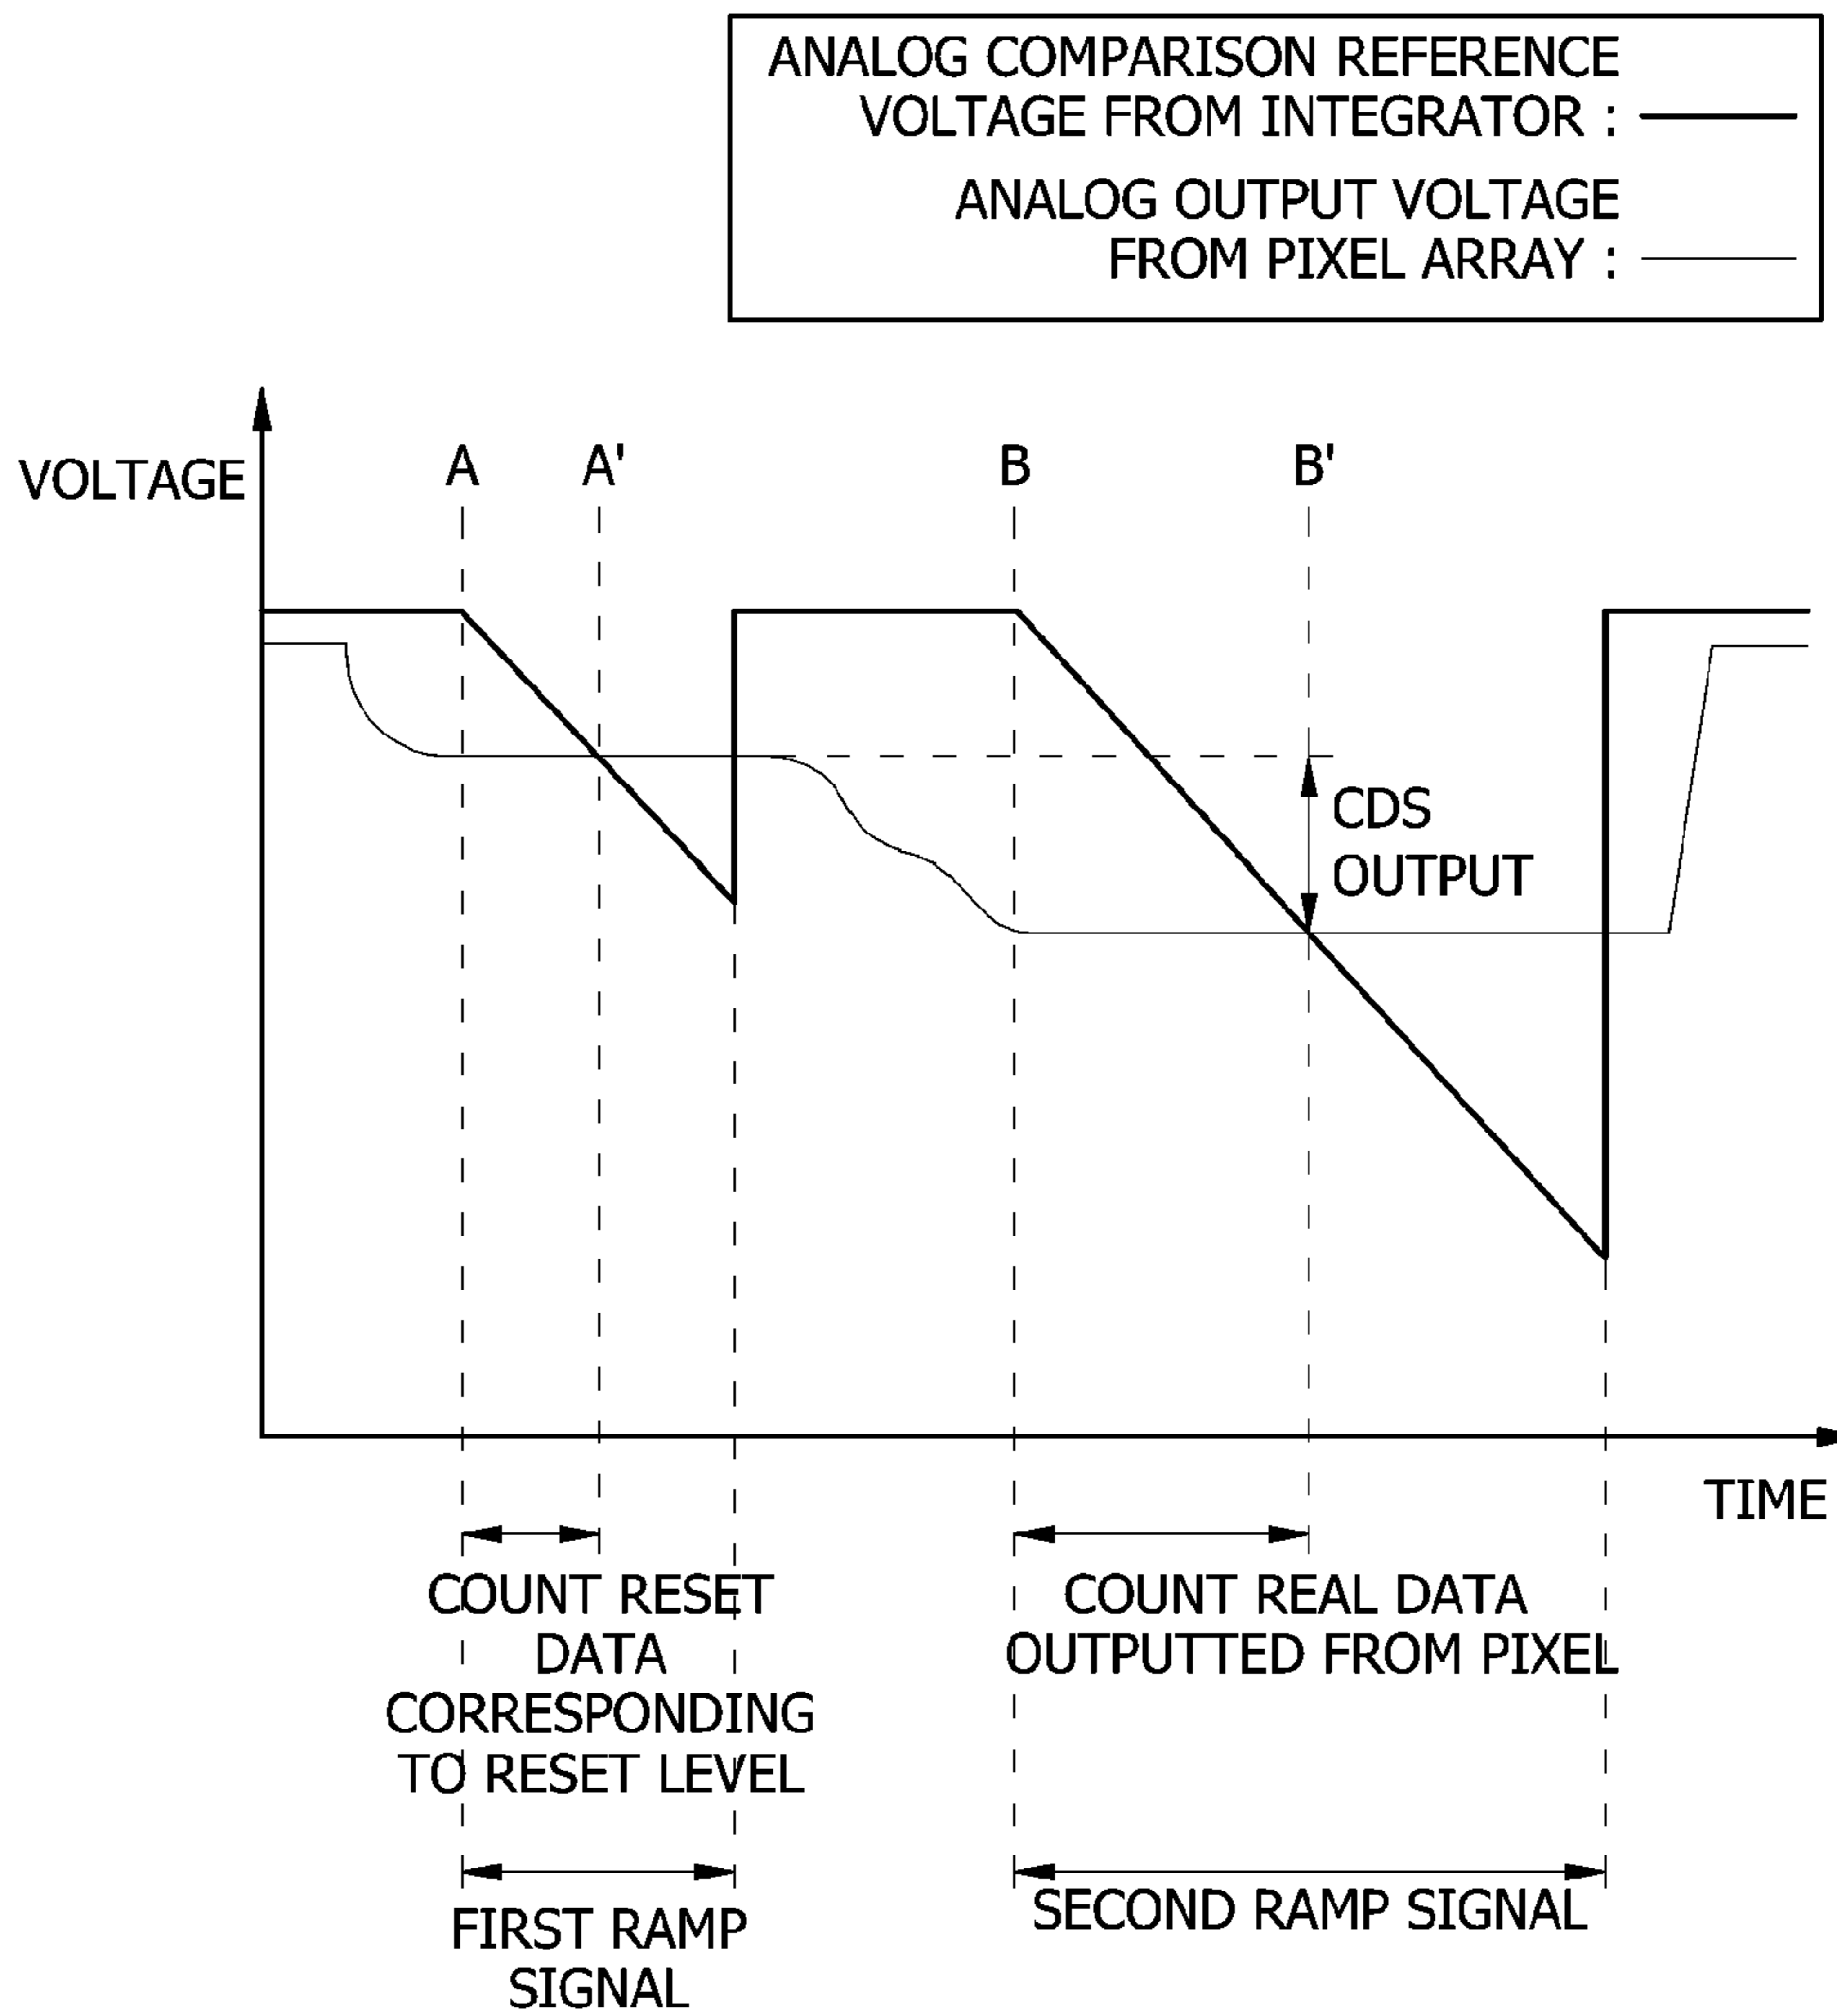 ANALOG COMPARISON REFERENCE
VOLTAGE FROM INTEGRATOR :
ANALOG OUTPUT VOLTAGE
FROM PIXEL ARRAY :
VOLTAGE
A
A'
B
B'
CDS
OUTPUT
TIME
COUNT RESET
DATA
CORRESPONDING
TO RESET LEVEL
COUNT REAL DATA
OUTPUTTED FROM PIXEL
FIRST RAMP
SIGNAL
SECOND RAMP SIGNAL